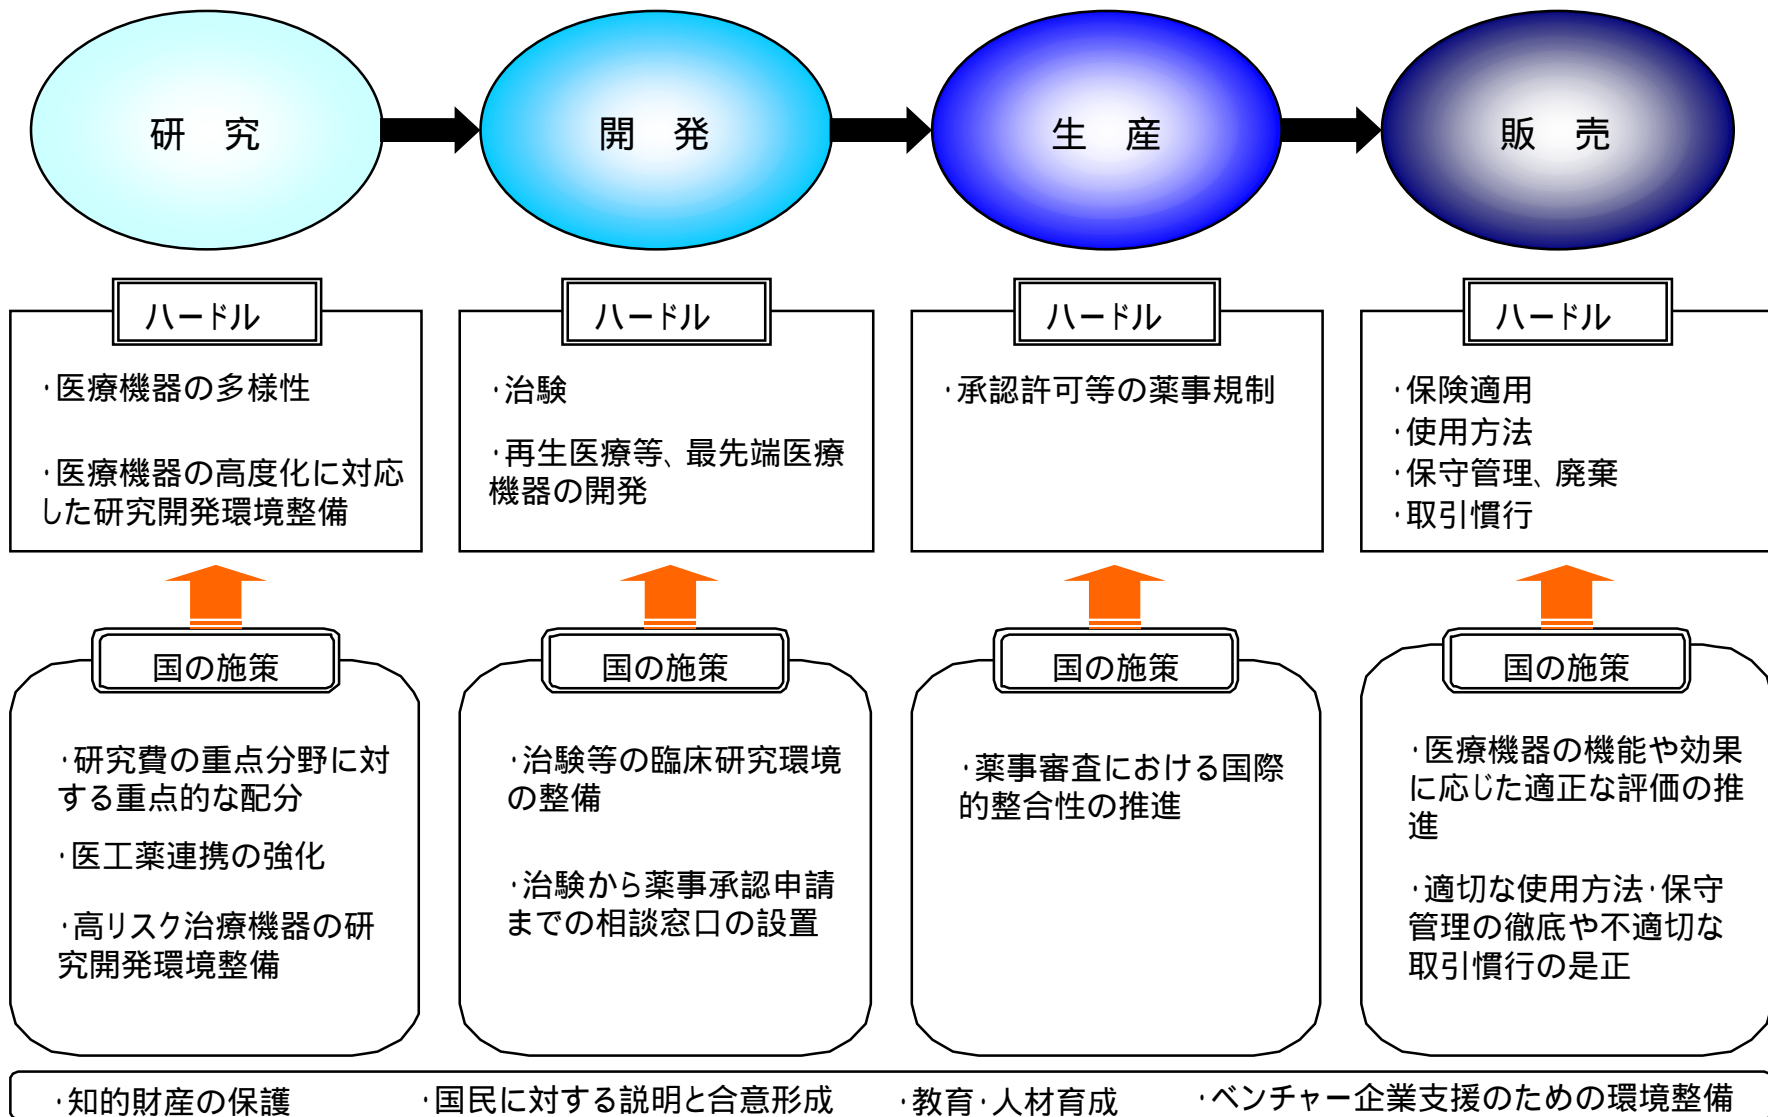 研 究
開 発
生 産
販 売
ハードル
・医療機器の多様性
・医療機器の高度化に対応
した研究開発環境整備
ハードル
・治験
・再生医療等、最先端医療
機器の開発
ハードル
・承認許可等の薬事規制
ハードル
・保険適用
・使用方法
・保守管理、廃棄
・取引慣行
国の施策
・研究費の重点分野に対
する重点的な配分
・医工薬連携の強化
・高リスク治療機器の研
究開発環境整備
国の施策
・治験等の臨床研究環境
の整備
・治験から薬事承認申請
までの相談窓口の設置
国の施策
・薬事審査における国際
的整合性の推進
国の施策
・医療機器の機能や効果
に応じた適正な評価の推
進
・適切な使用方法・保守
管理の徹底や不適切な
取引慣行の是正
・知的財産の保護 ・国民に対する説明と合意形成 ・教育・人材育成 ・ベンチャー企業支援のための環境整備